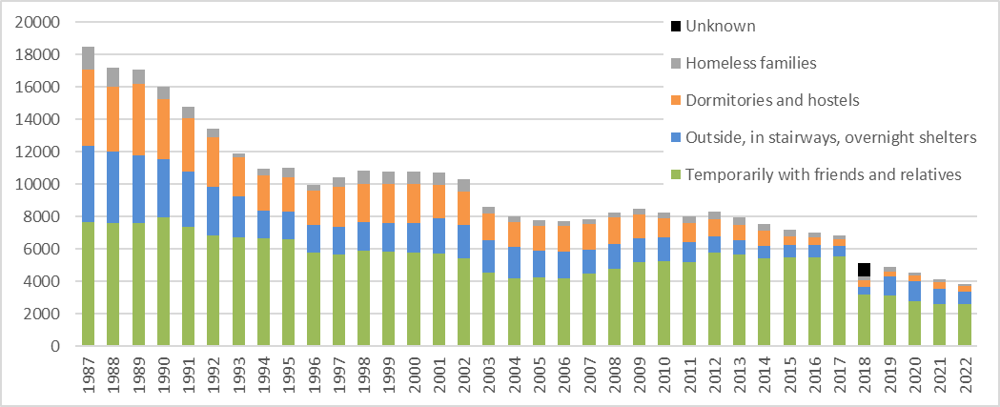 20000
18000
16000
14000
12000
10000
8000
6000
4000
2000
0
Unknown
Homeless families
Dormitories and hostels
Outside, in stairways, overnight shelters
Temporarily with friends and relatives
1987 1988 1989 1990 1991 1992 1993 1994 1995 1996 1997 1998 1999 2000 2001 2002 2003 2004 2005 2006 2007 2008 2009 2010 2011 2012 2013 2014 2015 2016 2017 2018 2019 2020 2021 2022